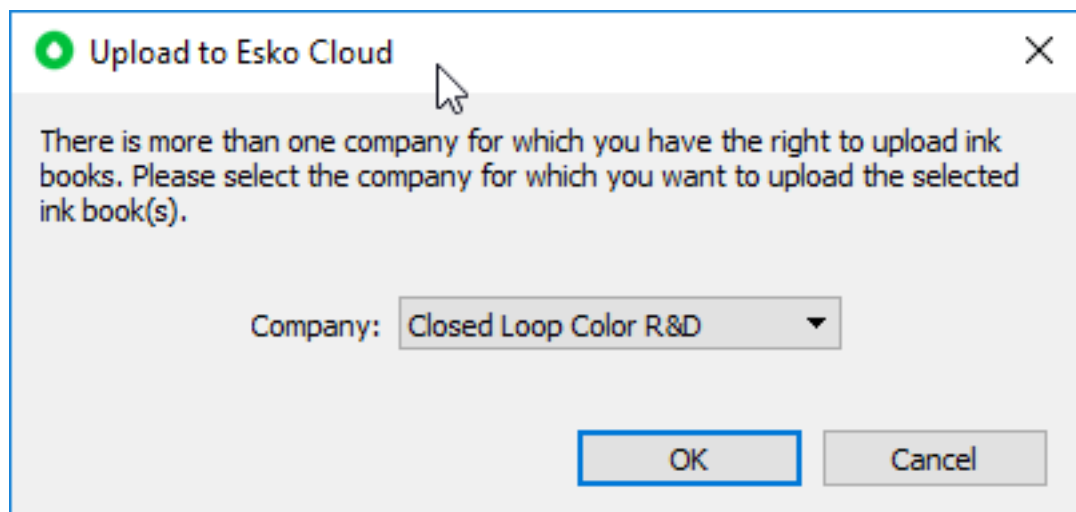 Upload to Esko Cloud
There is more than one company for which you have the right to upload ink
books. Please select the company for which you want to upload the selected
ink book(s).
Company: Closed Loop Color R&D
OK Cancel